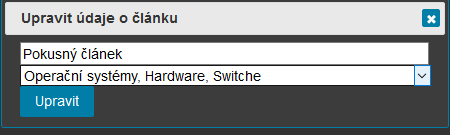 Upravit údaje o článku
Pokusný článek
Operační systémy, Hardware, Switche
Upravit